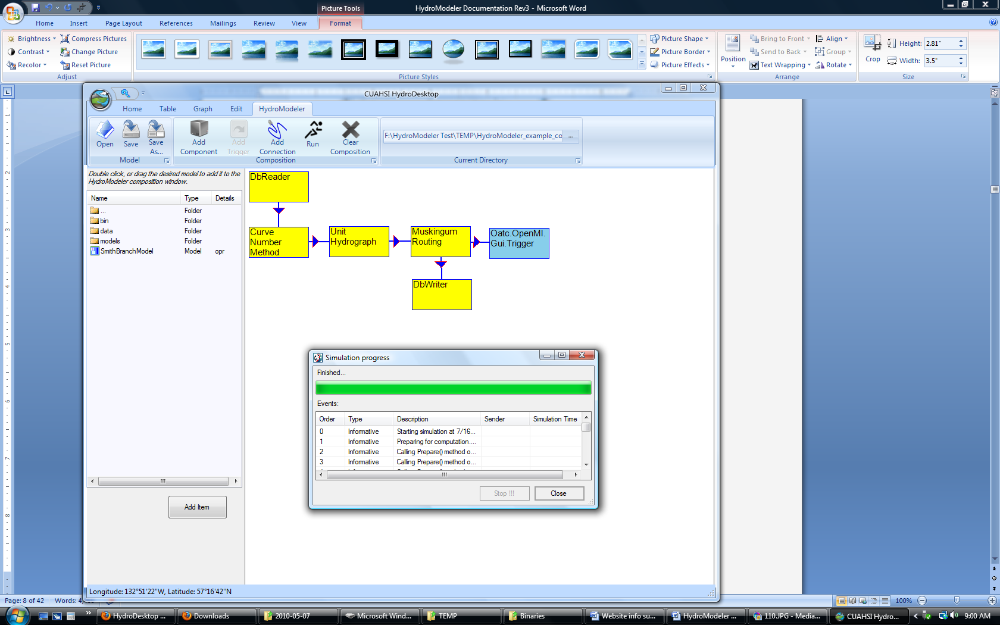 Picture Tools
HydroModeler Documentation Rev3 - Microsoft Word
Home Insert Page Layout References Mailings Review View Format
Brightness Compress Pictures
Contrast Change Picture
Recolor Reset Picture
Adjust
Picture Styles
Picture Shape
Picture Border
Picture Effects
Position
Bring to Front
Send to Back
Text Wrapping
Align
Group
Rotate
Arrange
Crop
Height: 2.81"
Width: 3.5"
Size
CUAHSI HydroDesktop
Home Table Graph Edit HydroModeler
Open
Save
Save As...
Model
Add Component
Add Trigger
Add Connection
Run
Clear Composition
Composition
F:\HydroModeler Test\TEMP\HydroModeler_example_co ...
Current Directory
Double click, or drag the desired model to add it to the
HydroModeler composition window.
Name Type Details
... Folder
bin Folder
data Folder
models Folder
SmithBranchModel Model opr
Add Item
DbReader
Curve
Number
Method
Unit
Hydrograph
Muskingum
Routing
Oatc.OpenMI.
Gui.Trigger
DbWriter
Simulation progress
Finished...
Events:
Order Type Description Sender Simulation Time
0 Informative Starting simulation at 7/16...
1 Informative Preparing for computation....
2 Informative Calling Prepare() method o...
3 Informative Calling Prepare() method o...
Stop !!!
Close
Longitude: 132°51'22"W, Latitude: 57°16'42"N
Page: 8 of 42 Words: 4,
100%
HydroDesktop ... Downloads 2010-05-07 Microsoft Wind... TEMP Binaries Website info su... HydroModeler ... 110.JPG - Media... CUAHSI Hydro... 9:00 AM